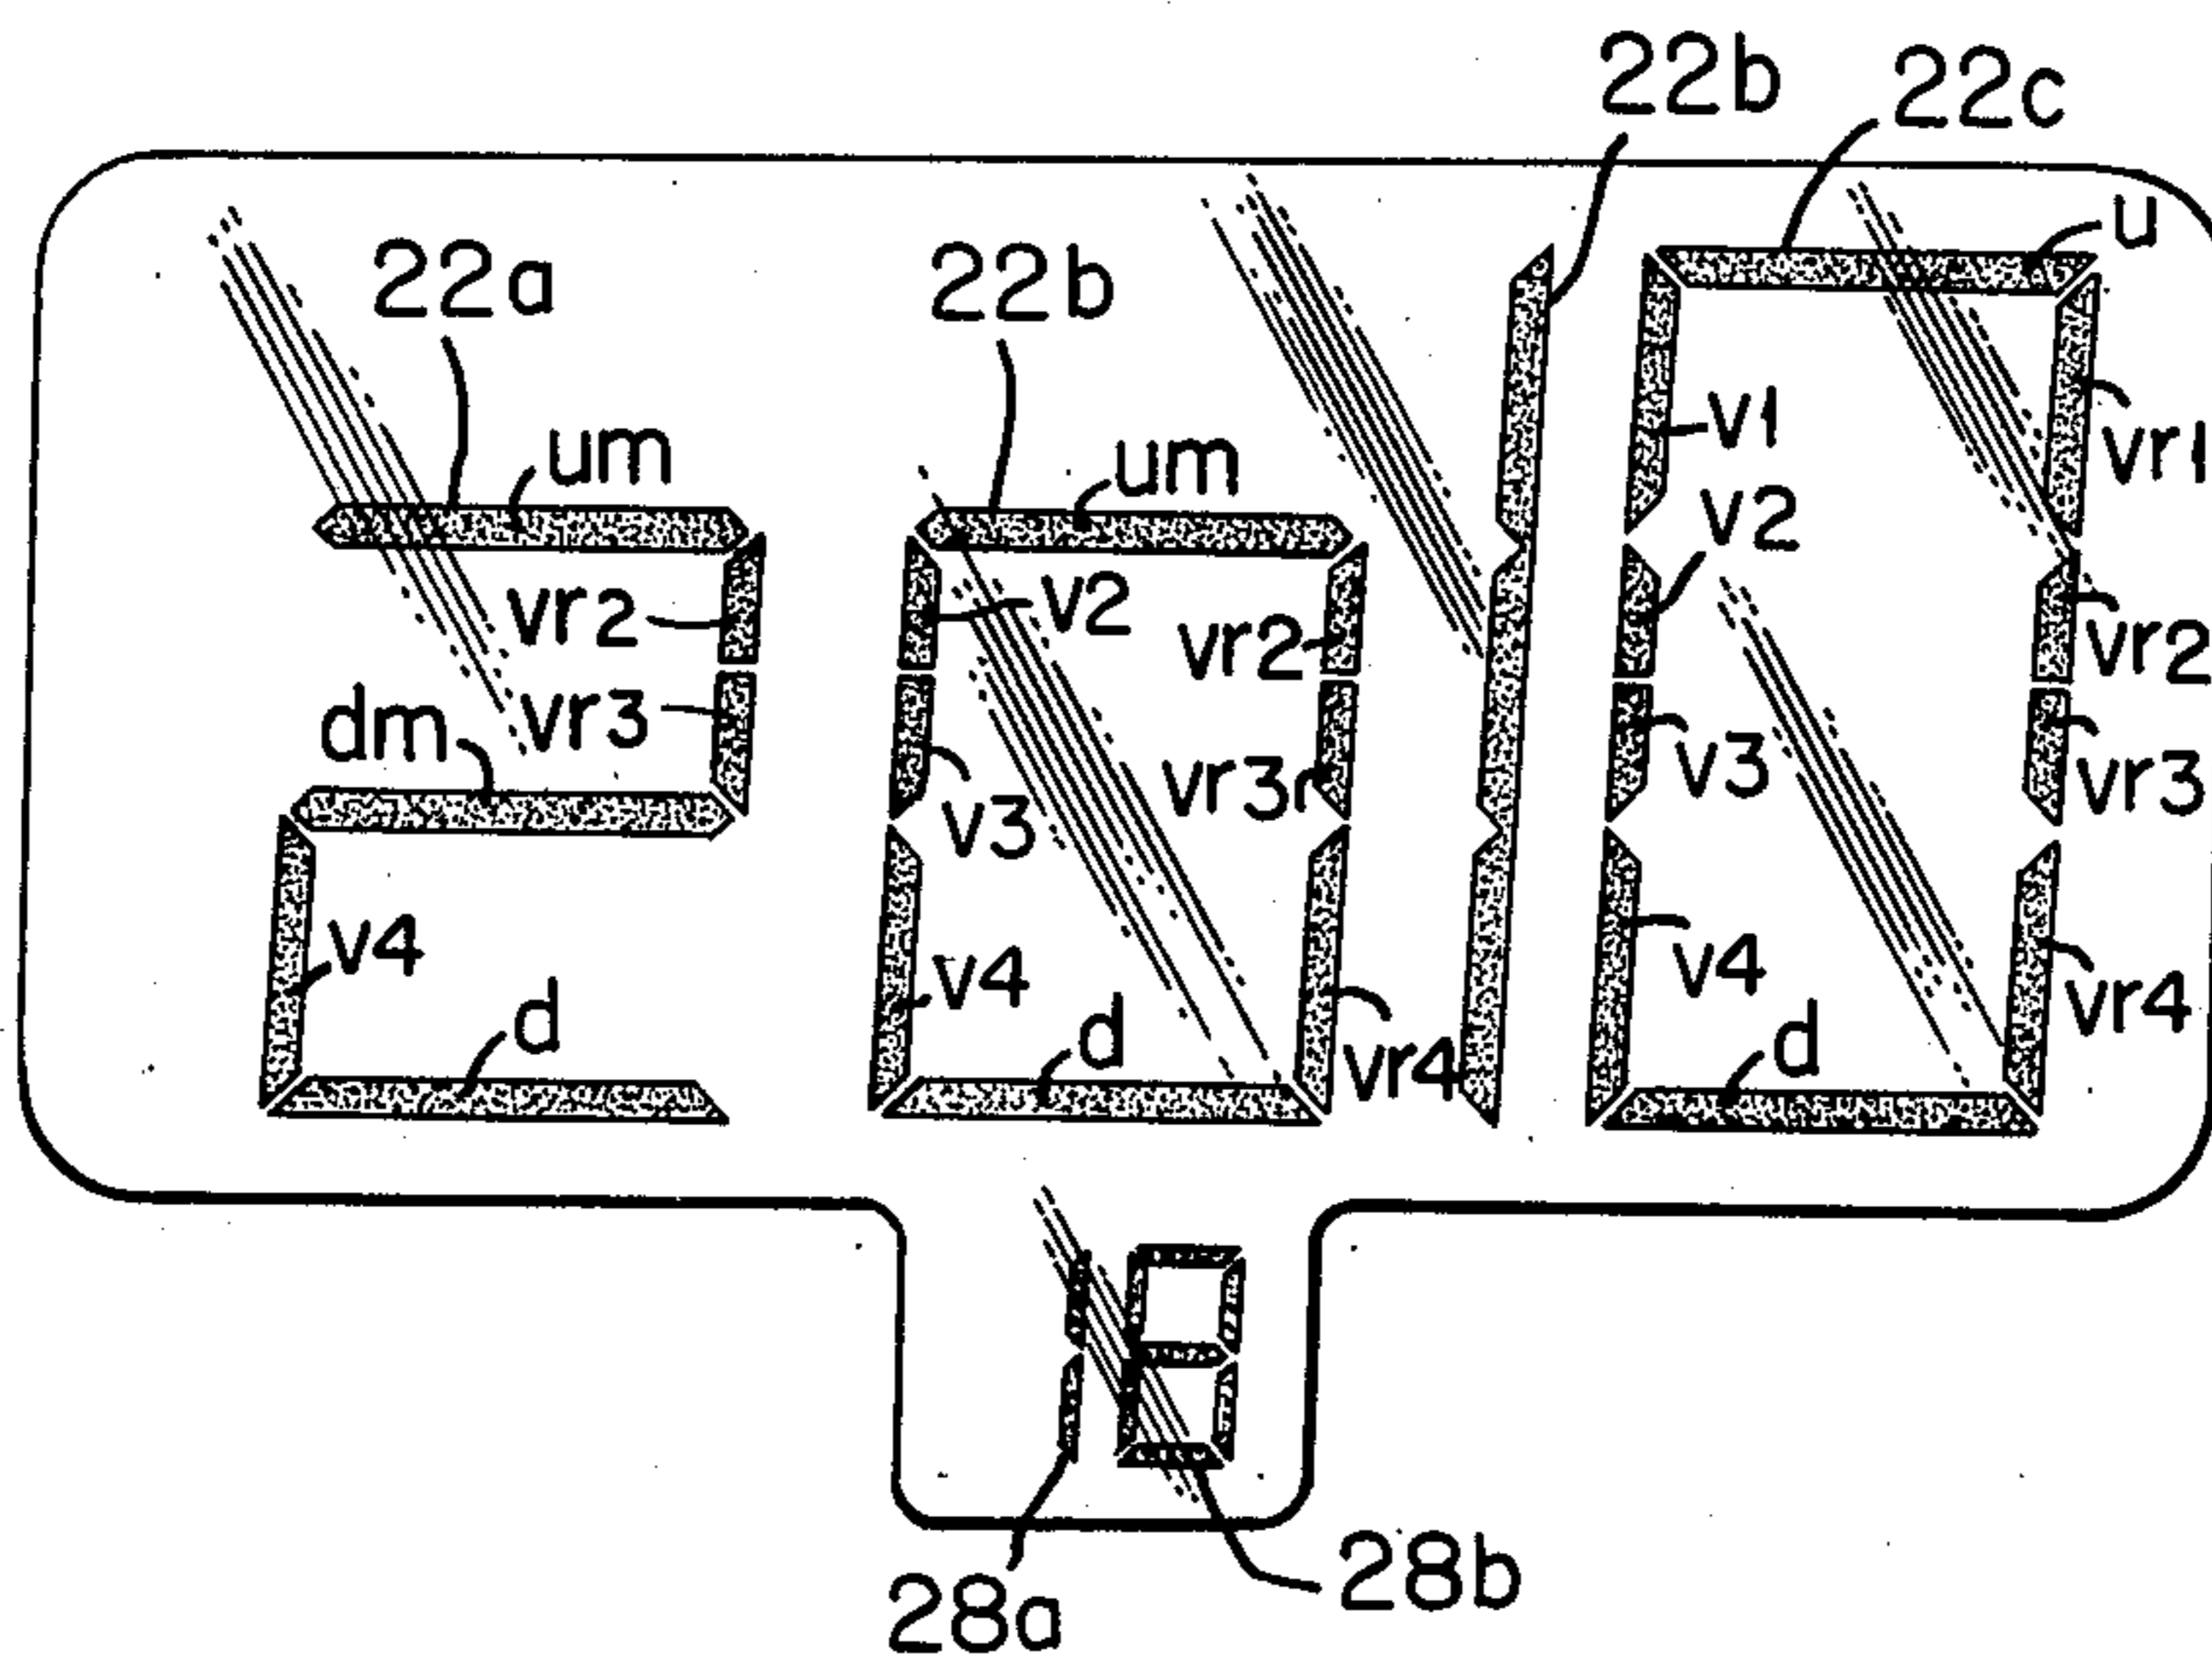 22b 22c
u
22a 22b
v1
vr1
um um
v2
vr2 v2 vr2 vr2
dm vr3 v3 vr3 v3 vr3
v4 v4 vr4 v4 vr4
d d d
28a 28b